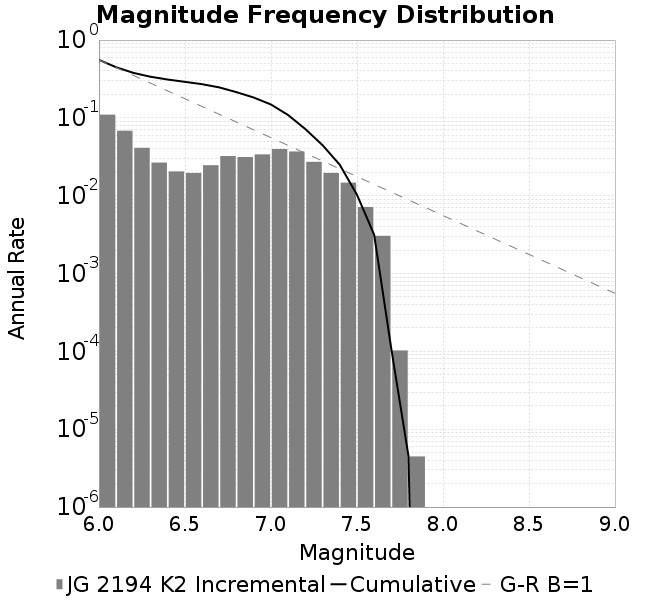 Magnitude Frequency Distribution
10^0
10^-1
10^-2
10^-3
10^-4
10^-5
10^-6
Annual Rate
6.0 6.5 7.0 7.5 8.0 8.5 9.0
Magnitude
JG 2194 K2 Incremental Cumulative G-R B=1